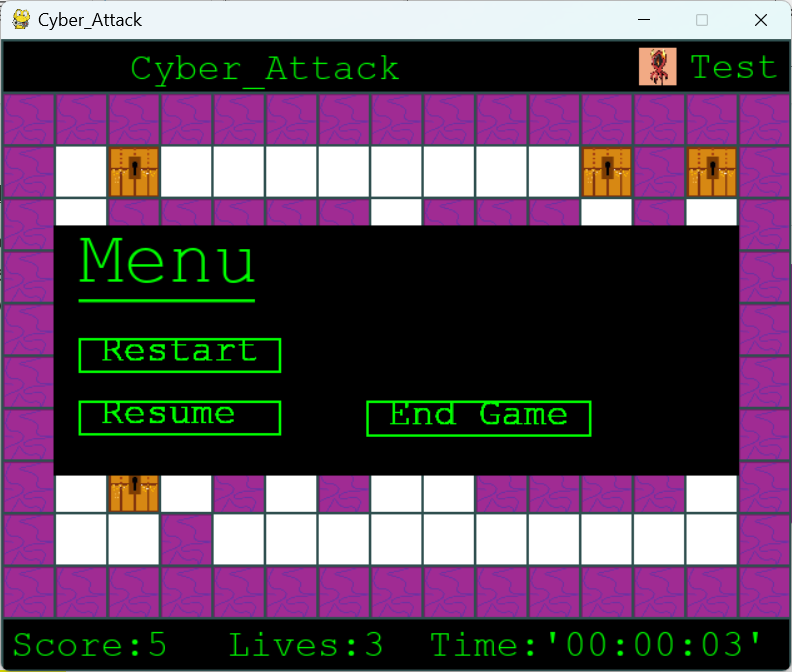 Cyber_Attack
Cyber_Attack Test
Menu
Restart
Resume End Game
Score:5 Lives:3 Time:'00:00:03'